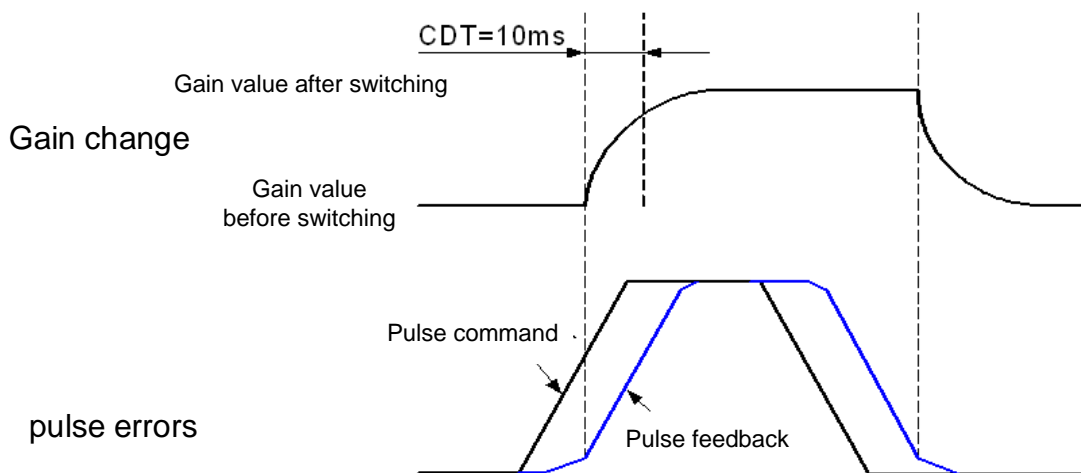 CDT=10ms
Gain value after switching
Gain change
Gain value
before switching
Pulse command
Pulse feedback
pulse errors